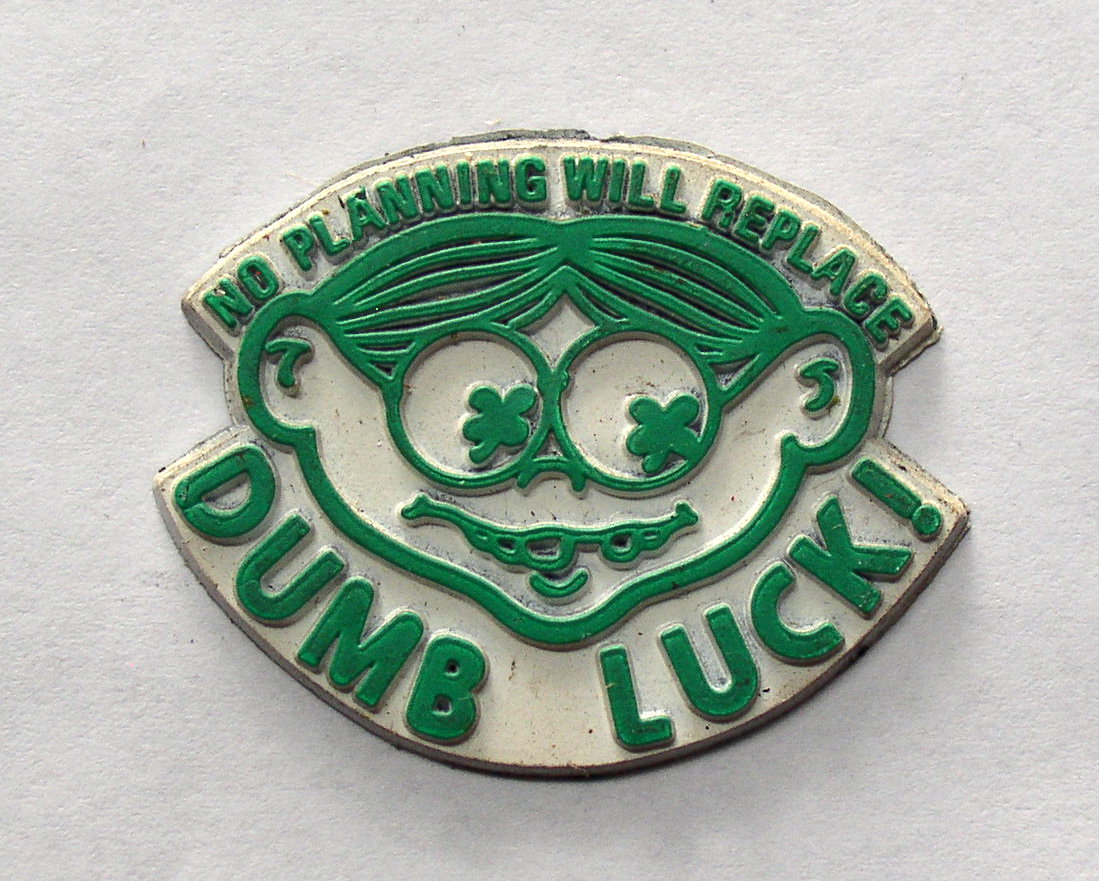 NO PLANNING WILL REPLACE
DUMB LUCK!